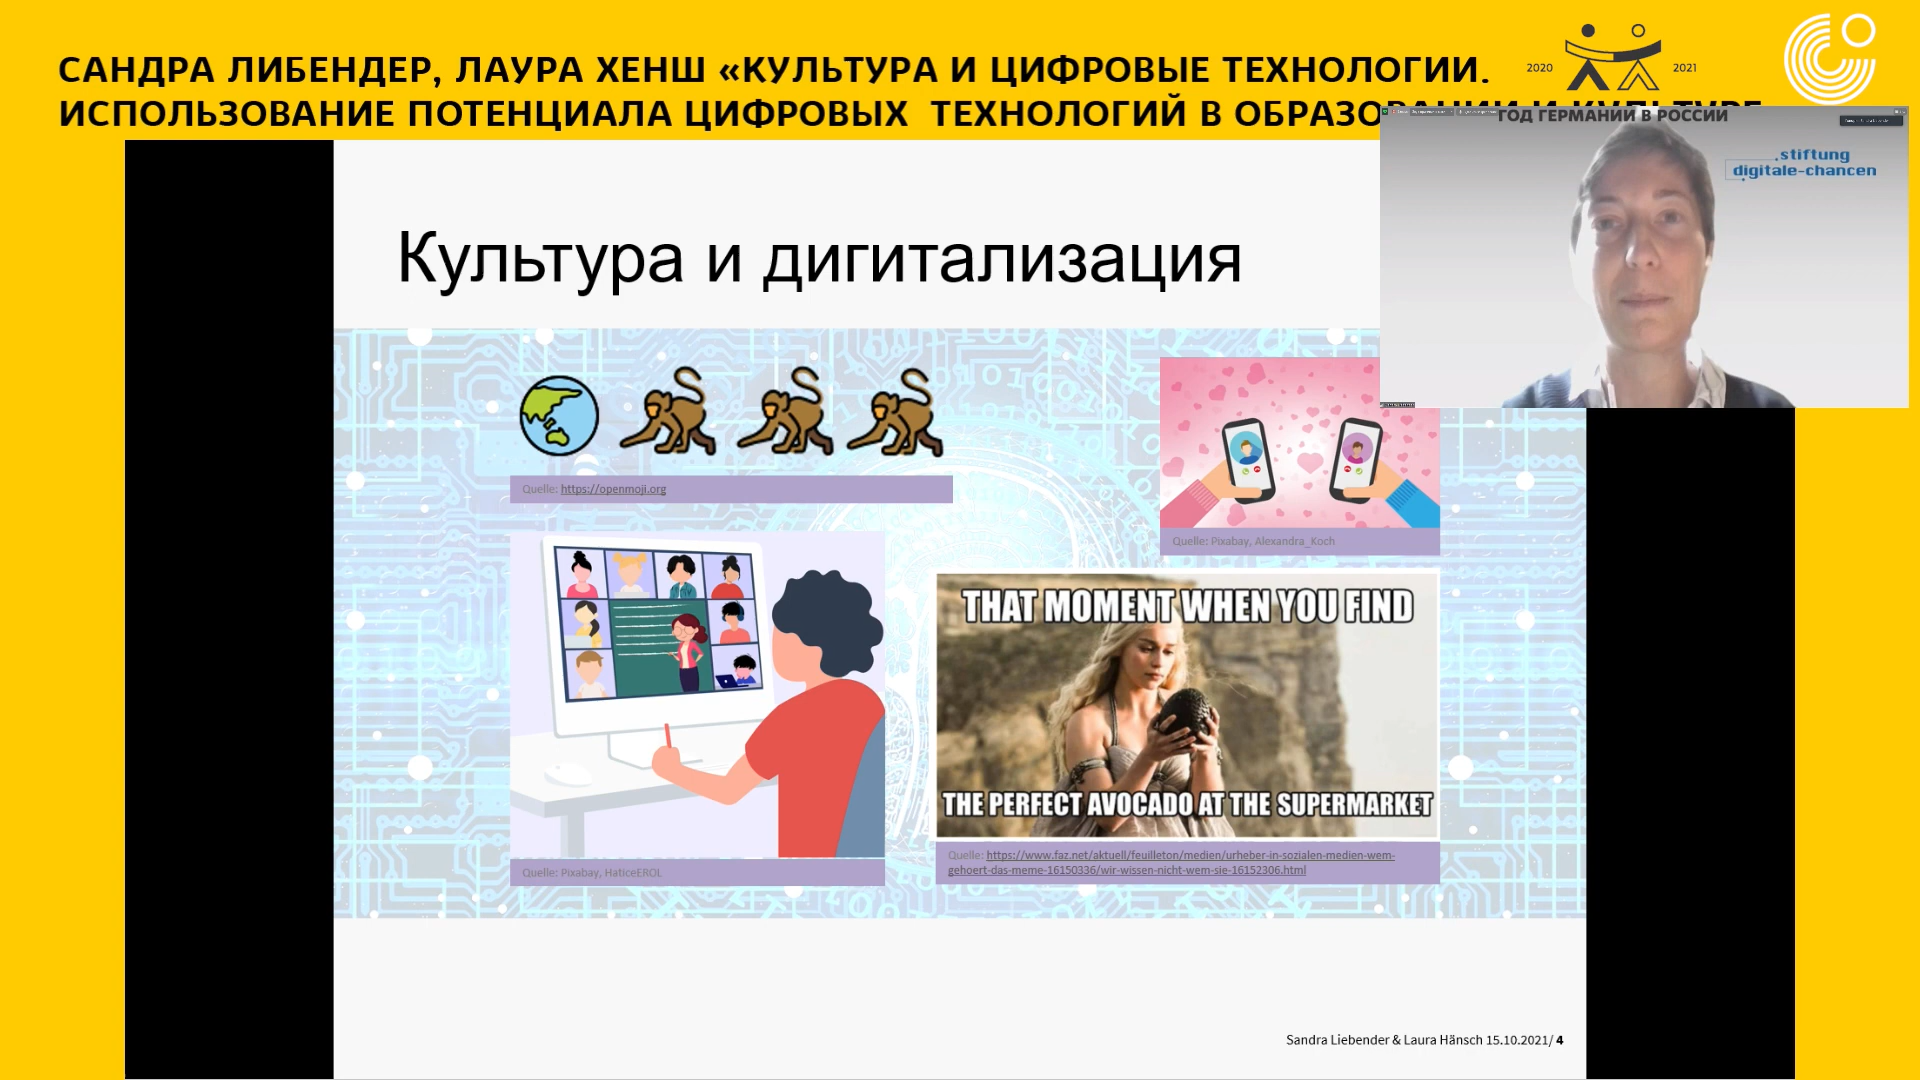 САНДРА ЛИБЕНДЕР, ЛАУРА ХЕНШ «КУЛЬТУРА И ЦИФРОВЫЕ ТЕХНОЛОГИИ.
ИСПОЛЬЗОВАНИЕ ПОТЕНЦИАЛА ЦИФРОВЫХ ТЕХНОЛОГИЙ В ОБРАЗОВАНИИ И КУЛЬТУРЕ
2020
2021
ГОД ГЕРМАНИИ В РОССИИ
stiftung
digitale-chancen
Культура и дигитализация
Quelle: https://openmoji.org
Quelle: Pixabay, Alexandra_Koch
THAT MOMENT WHEN YOU FIND
THE PERFECT AVOCADO AT THE SUPERMARKET
Quelle: https://www.faz.net/aktuell/feuilleton/medien/urheber-in-sozialen-medien-wem-
gehoert-das-meme-16150336/wir-wissen-nicht-wem-sie-16152306.html
Quelle: Pixabay, HaticeEROL
Sandra Liebender & Laura Hänsch 15.10.2021/ 4